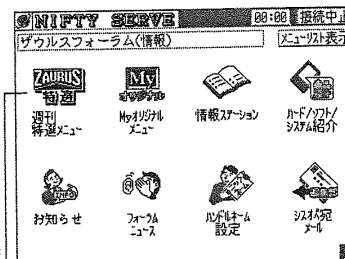 NIFTY SERVE 00:00 接続中止
ザウルスフォーラム(情報) メニューリスト表示
ZAURUS 特選
My オリジナル
週刊
特選メニュー
Myオリジナル
メニュー
情報ステーション
ハード/ソフト/
システム紹介
INFO
お知らせ
フォーラム
ニュース
ハンドルネーム
設定
シスオペ宛
メール